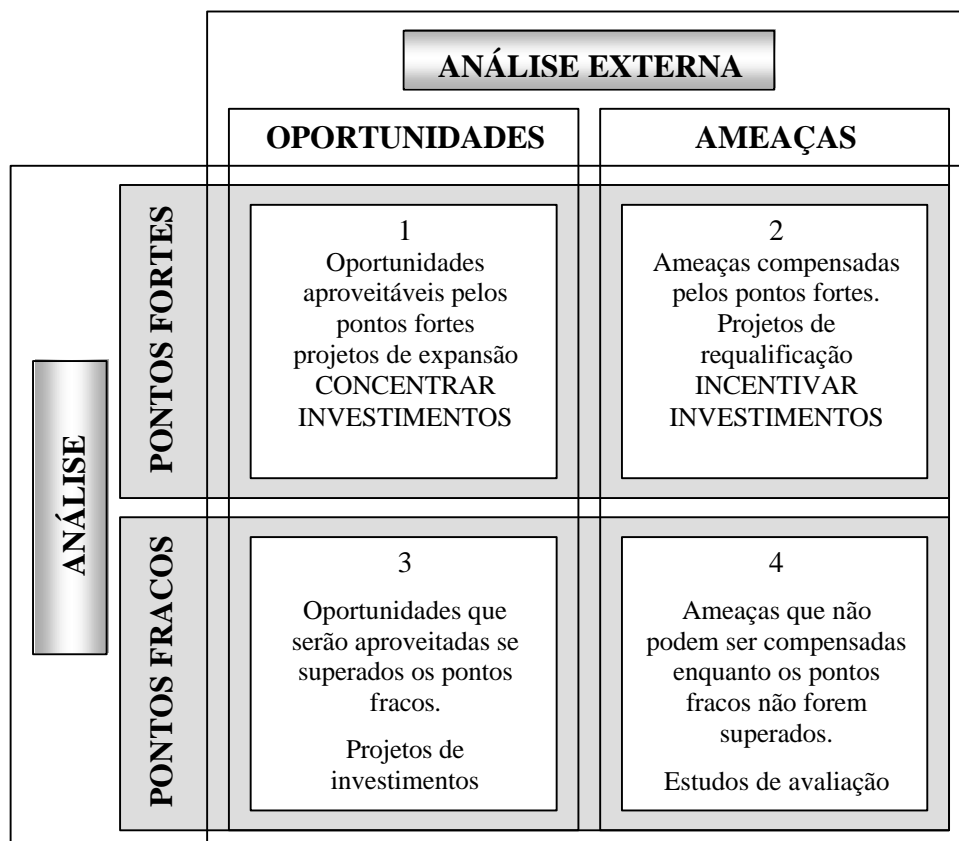 ANÁLISE EXTERNA
OPORTUNIDADES
AMEAÇAS
ANÁLISE
PONTOS FORTES
1
Oportunidades
aproveitáveis pelos
pontos fortes
projetos de expansão
CONCENTRAR
INVESTIMENTOS
2
Ameaças compensadas
pelos pontos fortes.
Projetos de
requalificação
INCENTIVAR
INVESTIMENTOS
PONTOS FRACOS
3
Oportunidades que
serão aproveitadas se
superados os pontos
fracos.
Projetos de
investimentos
4
Ameaças que não
podem ser compensadas
enquanto os pontos
fracos não forem
superados.
Estudos de avaliação